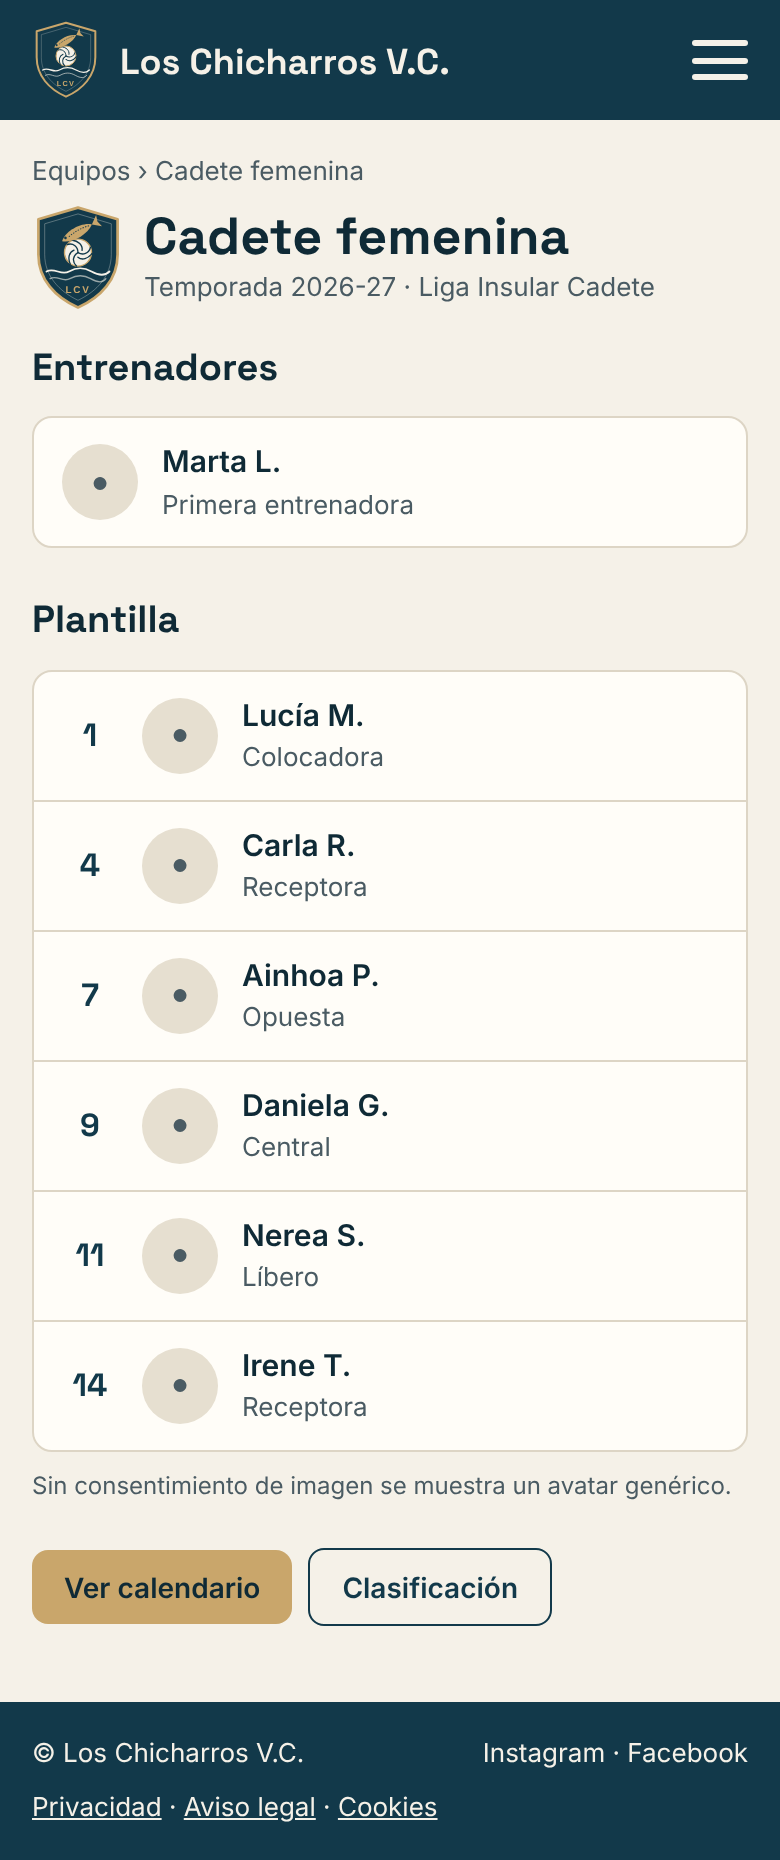 LCV
Los Chicharros V.C.
Equipos › Cadete femenina
LCV
Cadete femenina
Temporada 2026-27 · Liga Insular Cadete
Entrenadores
Marta L.
Primera entrenadora
Plantilla
1
Lucía M.
Colocadora
4
Carla R.
Receptora
7
Ainhoa P.
Opuesta
9
Daniela G.
Central
11
Nerea S.
Líbero
14
Irene T.
Receptora
Sin consentimiento de imagen se muestra un avatar genérico.
Ver calendario
Clasificación
© Los Chicharros V.C.
Instagram · Facebook
Privacidad · Aviso legal · Cookies